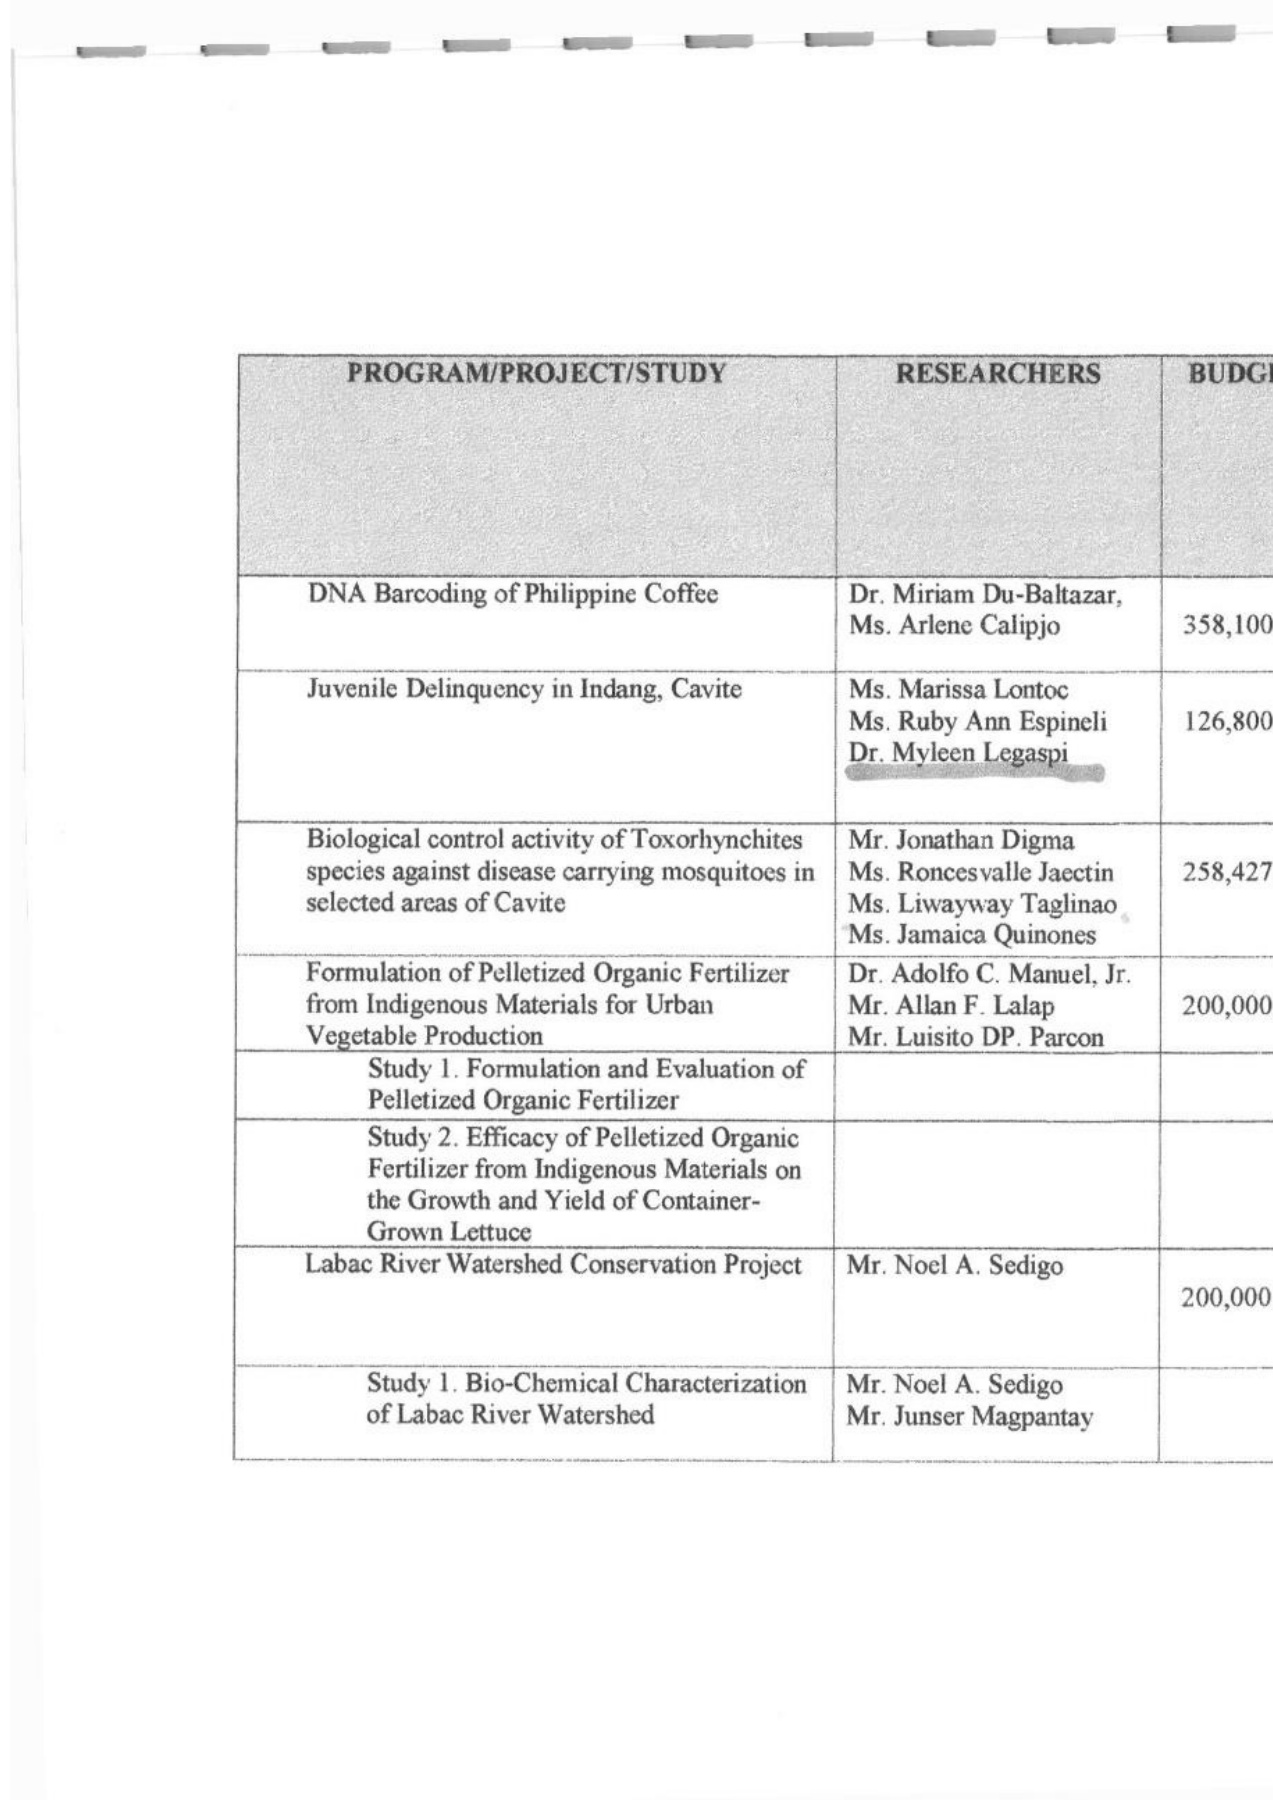 PROGRAM/PROJECT/STUDY RESEARCHERS BUDGE
DNA Barcoding of Philippine Coffee Dr. Miriam Du-Baltazar,
Ms. Arlene Calipjo 358,100
Juvenile Delinquency in Indang, Cavite Ms. Marissa Lontoc
Ms. Ruby Ann Espineli 126,800
Dr. Myleen Legaspi
Biological control activity of Toxorhynchites Mr. Jonathan Digma
species against disease carrying mosquitoes in Ms. Roncesvalle Jaectin 258,427
selected areas of Cavite Ms. Liwayway Taglinao
Ms. Jamaica Quinones
Formulation of Pelletized Organic Fertilizer Dr. Adolfo C. Manuel, Jr.
from Indigenous Materials for Urban Mr. Allan F. Lalap 200,000
Vegetable Production Mr. Luisito DP. Parcon
Study 1. Formulation and Evaluation of
Pelletized Organic Fertilizer
Study 2. Efficacy of Pelletized Organic
Fertilizer from Indigenous Materials on
the Growth and Yield of Container-
Grown Lettuce
Labac River Watershed Conservation Project Mr. Noel A. Sedigo
200,000
Study 1. Bio-Chemical Characterization Mr. Noel A. Sedigo
of Labac River Watershed Mr. Junser Magpantay